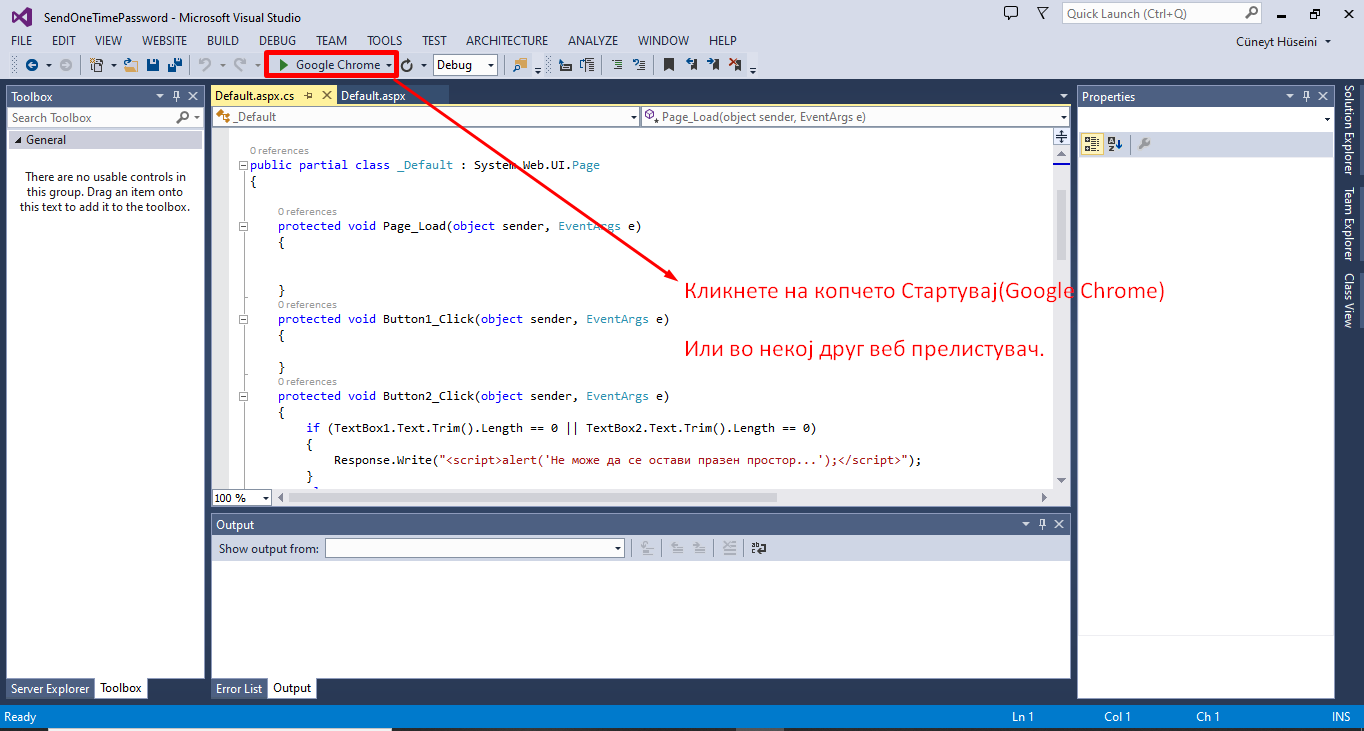 SendOneTimePassword - Microsoft Visual Studio
Quick Launch (Ctrl+Q)
FILE EDIT VIEW WEBSITE BUILD DEBUG TEAM TOOLS TEST ARCHITECTURE ANALYZE WINDOW HELP
Cüneyt Hüseini
Google Chrome
Debug
Toolbox
Search Toolbox
General
There are no usable controls in
this group. Drag an item onto
this text to add it to the toolbox.
Server Explorer
Toolbox
Default.aspx.cs
Default.aspx
_Default
Page_Load(object sender, EventArgs e)
0 references
public partial class _Default : System.Web.UI.Page
{
0 references
protected void Page_Load(object sender, EventArgs e)
{
}
0 references
protected void Button1_Click(object sender, EventArgs e)
{
}
0 references
protected void Button2_Click(object sender, EventArgs e)
{
if (TextBox1.Text.Trim().Length == 0 || TextBox2.Text.Trim().Length == 0)
{
Response.Write("<script>alert('Не може да се остави празен простор...');</script>");
}
Кликнете на копчето Стартувај(Google Chrome)
Или во некој друг веб прелистувач.
100 %
Output
Show output from:
Error List
Output
Properties
Solution Explorer
Team Explorer
Class View
Ready
Ln 1
Col 1
Ch 1
INS